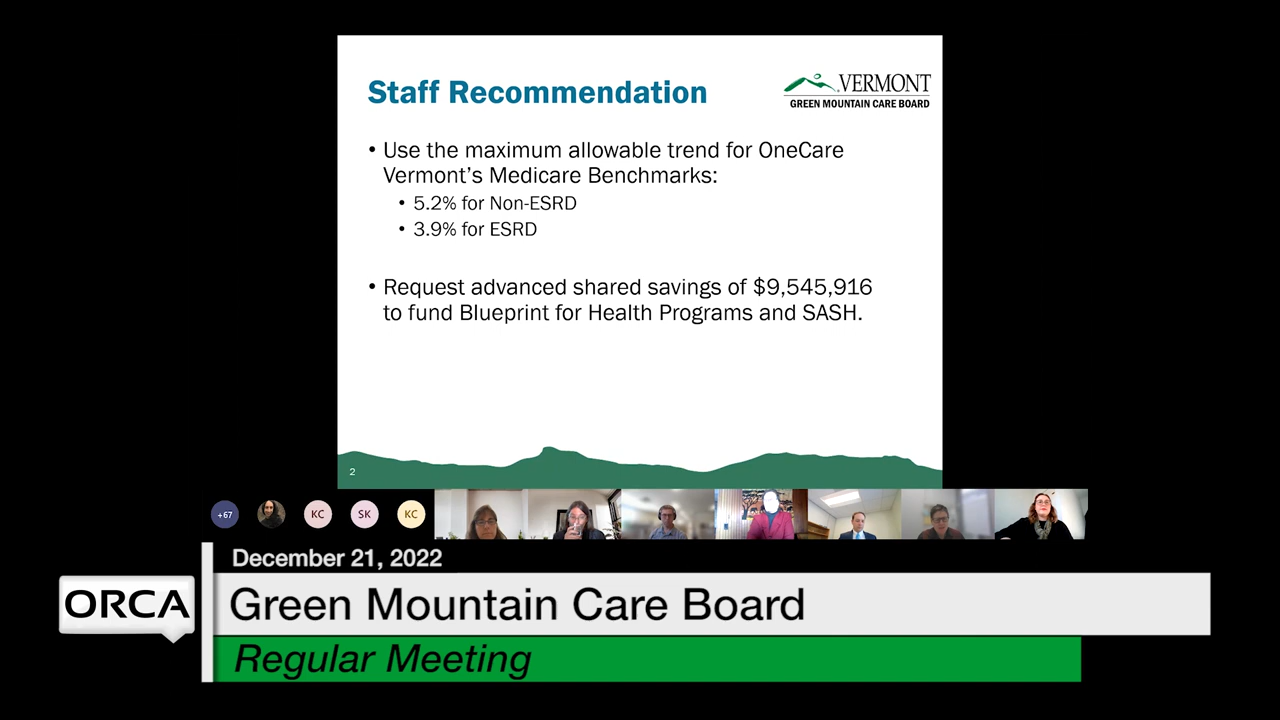 Staff Recommendation
VERMONT
GREEN MOUNTAIN CARE BOARD
• Use the maximum allowable trend for OneCare
Vermont's Medicare Benchmarks:
• 5.2% for Non-ESRD
• 3.9% for ESRD
• Request advanced shared savings of $9,545,916
to fund Blueprint for Health Programs and SASH.
2
+67
KC
SK
KC
December 21, 2022
ORCA
Green Mountain Care Board
Regular Meeting